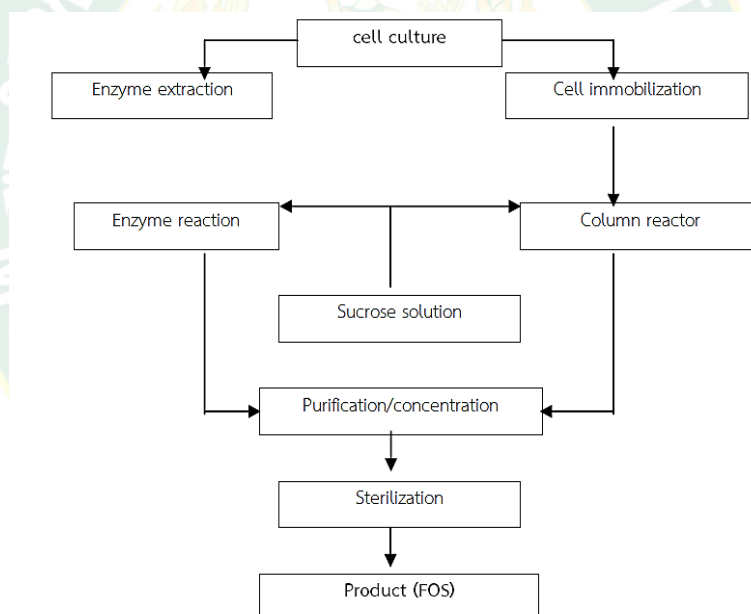 cell culture
Enzyme extraction
Cell immobilization
Enzyme reaction
Column reactor
Sucrose solution
Purification/concentration
Sterilization
Product (FOS)